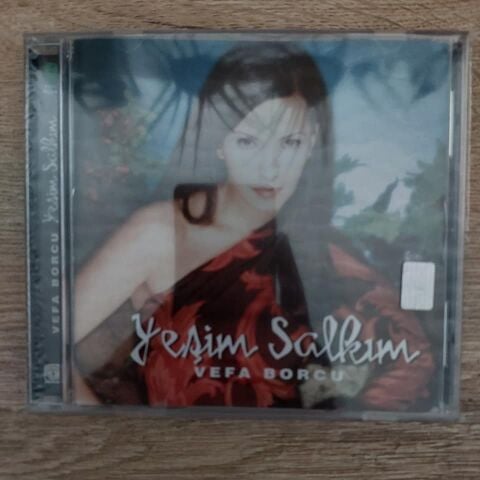 VEFA BORCU Yeşim Salkım
Yeşim Salkım
VEFA BORCU